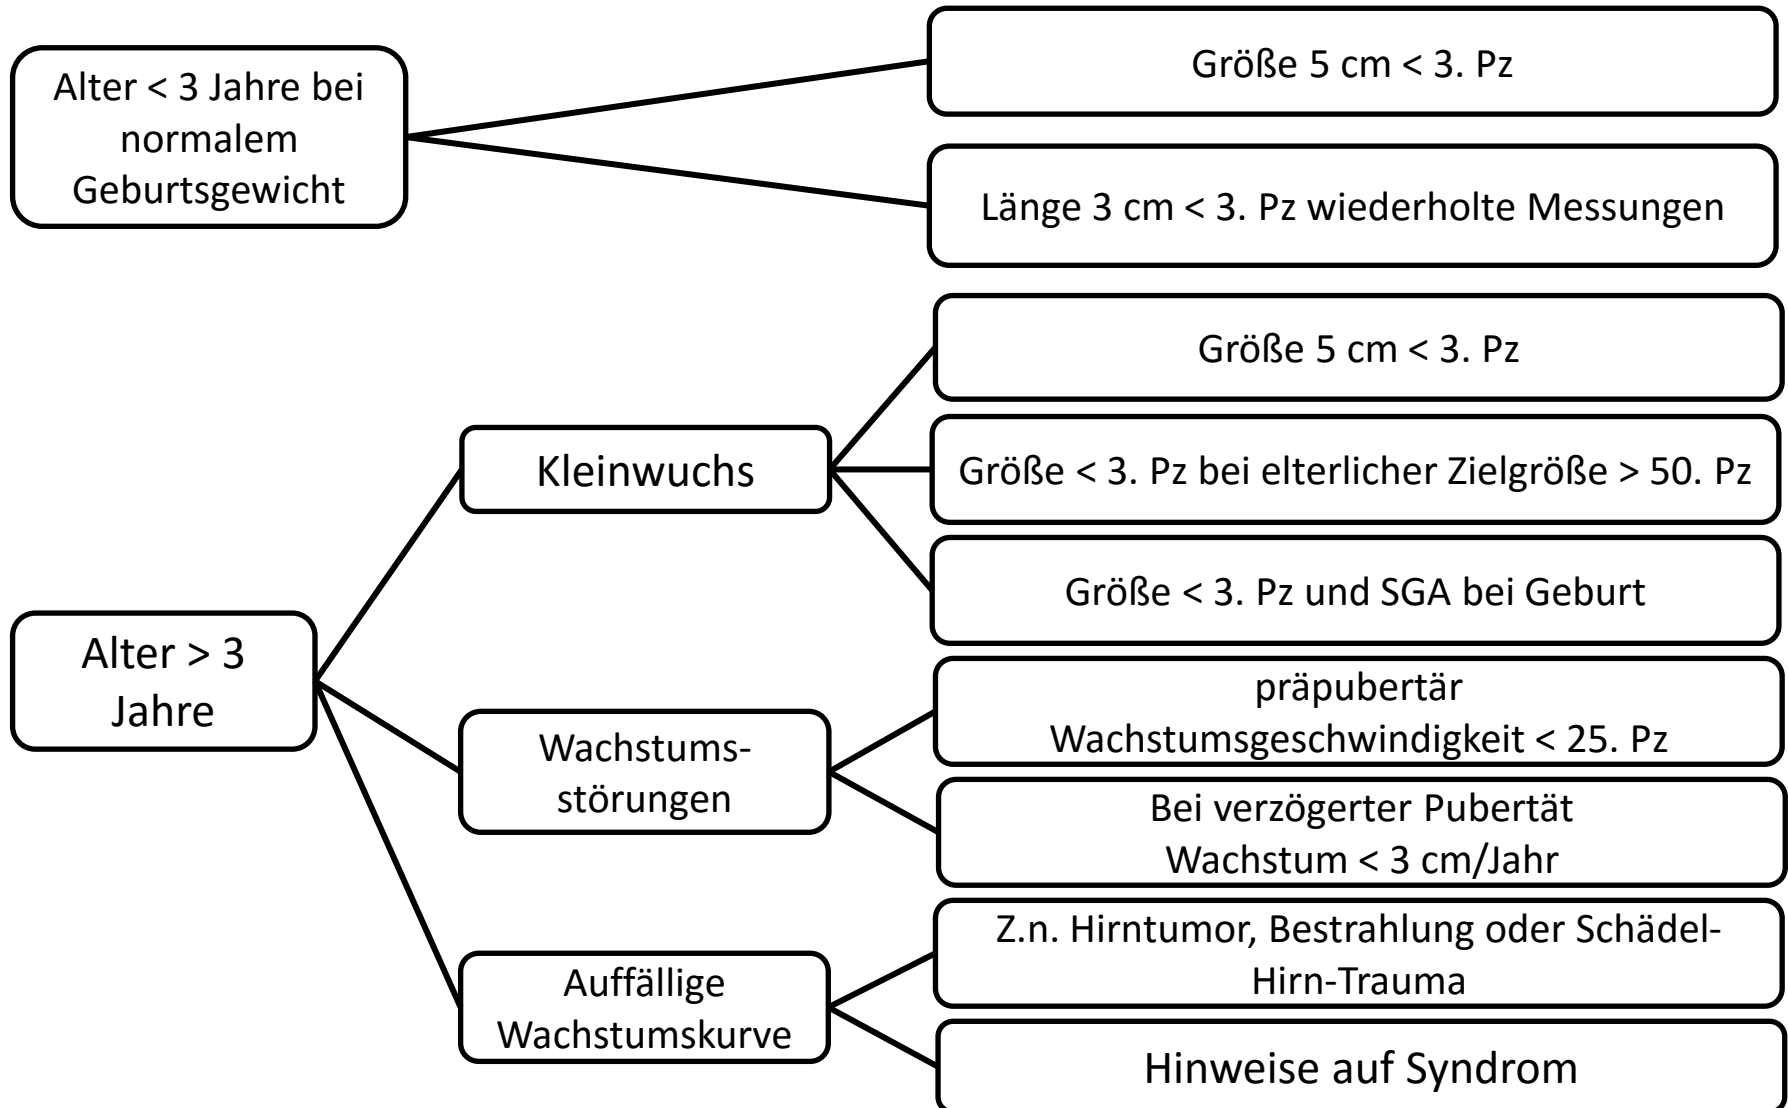 Alter < 3 Jahre bei
normalem
Geburtsgewicht
Größe 5 cm < 3. Pz
Länge 3 cm < 3. Pz wiederholte Messungen
Alter > 3
Jahre
Kleinwuchs
Größe 5 cm < 3. Pz
Größe < 3. Pz bei elterlicher Zielgröße > 50. Pz
Größe < 3. Pz und SGA bei Geburt
Wachstums-
störungen
präpubertär
Wachstumsgeschwindigkeit < 25. Pz
Bei verzögerter Pubertät
Wachstum < 3 cm/Jahr
Auffällige
Wachstumskurve
Z.n. Hirntumor, Bestrahlung oder Schädel-
Hirn-Trauma
Hinweise auf Syndrom